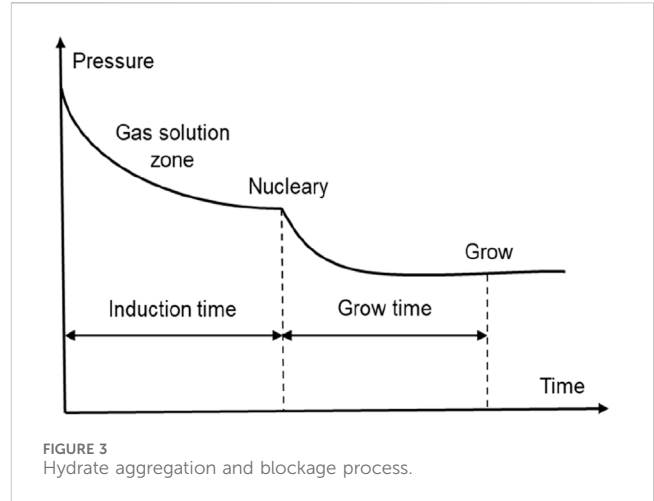 Pressure
Gas solution
zone
Nucleary
Grow
Induction time
Grow time
Time
FIGURE 3
Hydrate aggregation and blockage process.